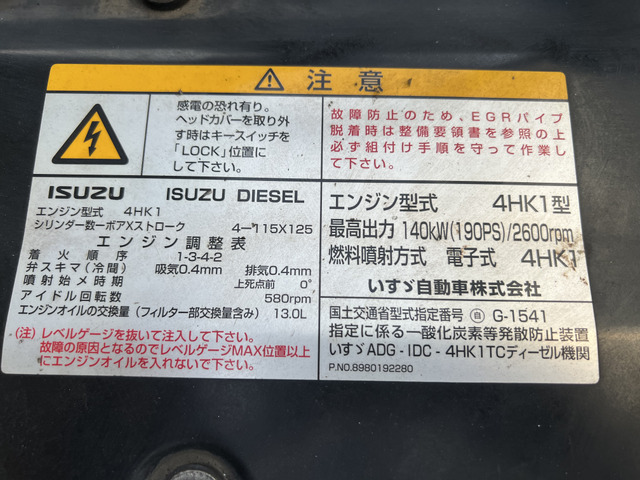 注意
感電の恐れ有り。
ヘッドカバーを取り外
す時はキースイッチを
「LOCK」位置に
して下さい。
故障防止のため、EGRパイプ
脱着時は整備要領書を参照の上
必ず組付け手順を守って作業し
て下さい。
ISUZU ISUZU DIESEL
エンジン型式 4HK1
シリンダ数ーボアXストローク 4ー115X125
エンジン調整表
着火順序 1-3-4-2
弁スキマ(冷間) 吸気0.4mm 排気0.4mm
噴射始メ時期 上死点前 0°
アイドル回転数 580rpm
エンジンオイルの交換量(フィルター部交換量含み) 13.0L
(注)レベルゲージを抜いて注入して下さい。
故障の原因となるのでレベルゲージMAX位置以上
にエンジンオイルを入れないで下さい。
エンジン型式 4HK1型
最高出力 140kW(190PS)/2600rpm
燃料噴射方式 電子式 4HK1
いすゞ自動車株式会社
国土交通省型式指定番号 自 G-1541
指定に係る一酸化炭素等発散防止装置
いすゞADG-IDC-4HK1TCディーゼル機関
P.NO.8980192280